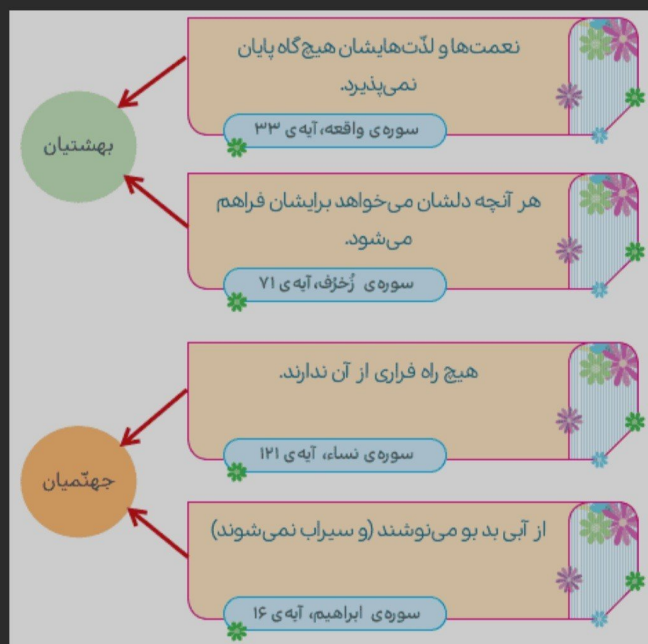 نعمت‌ها و لذّت‌هایشان هیچ‌گاه پایان
نمی‌پذیرد.
سوره‌ی واقعه، آیه‌ی ۳۳
بهشتیان
هر آنچه دلشان می‌خواهد برایشان فراهم
می‌شود.
سوره‌ی زُخرُف، آیه‌ی ۷۱
هیچ راه فراری از آن ندارند.
سوره‌ی نساء، آیه‌ی ۱۲۱
جهنّمیان
از آبی بد بو می‌نوشند (و سیراب نمی‌شوند)
سوره‌ی ابراهیم، آیه‌ی ۱۶